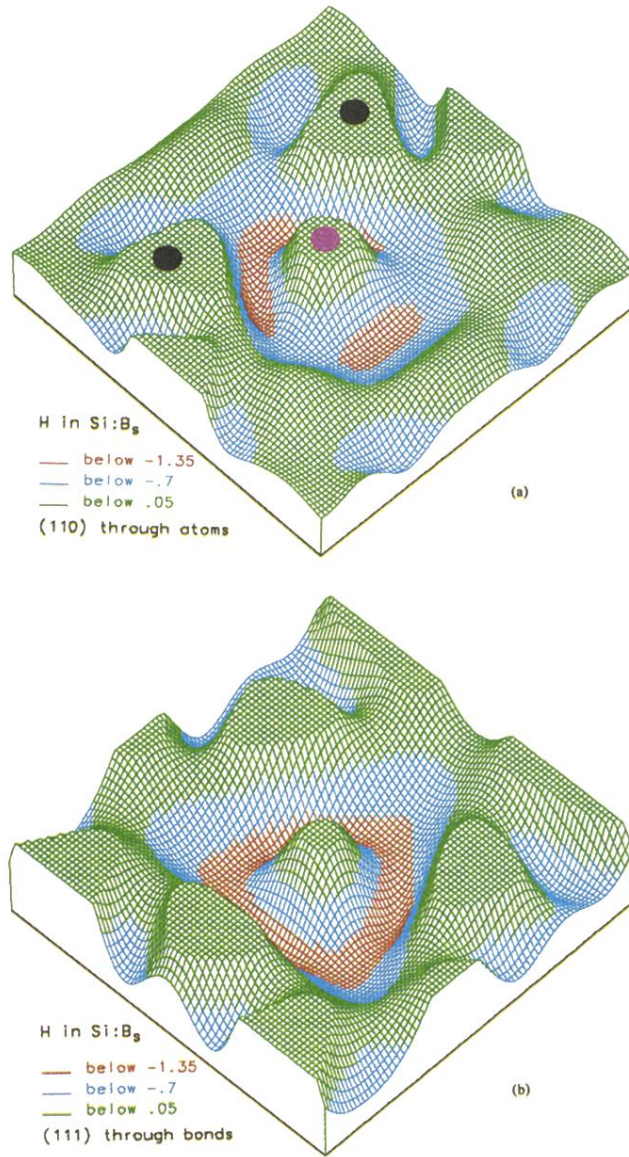 H in Si:Bₛ
below -1.35
below -.7
below .05
(110) through atoms
(a)
H in Si:Bₛ
below -1.35
below -.7
below .05
(111) through bonds
(b)